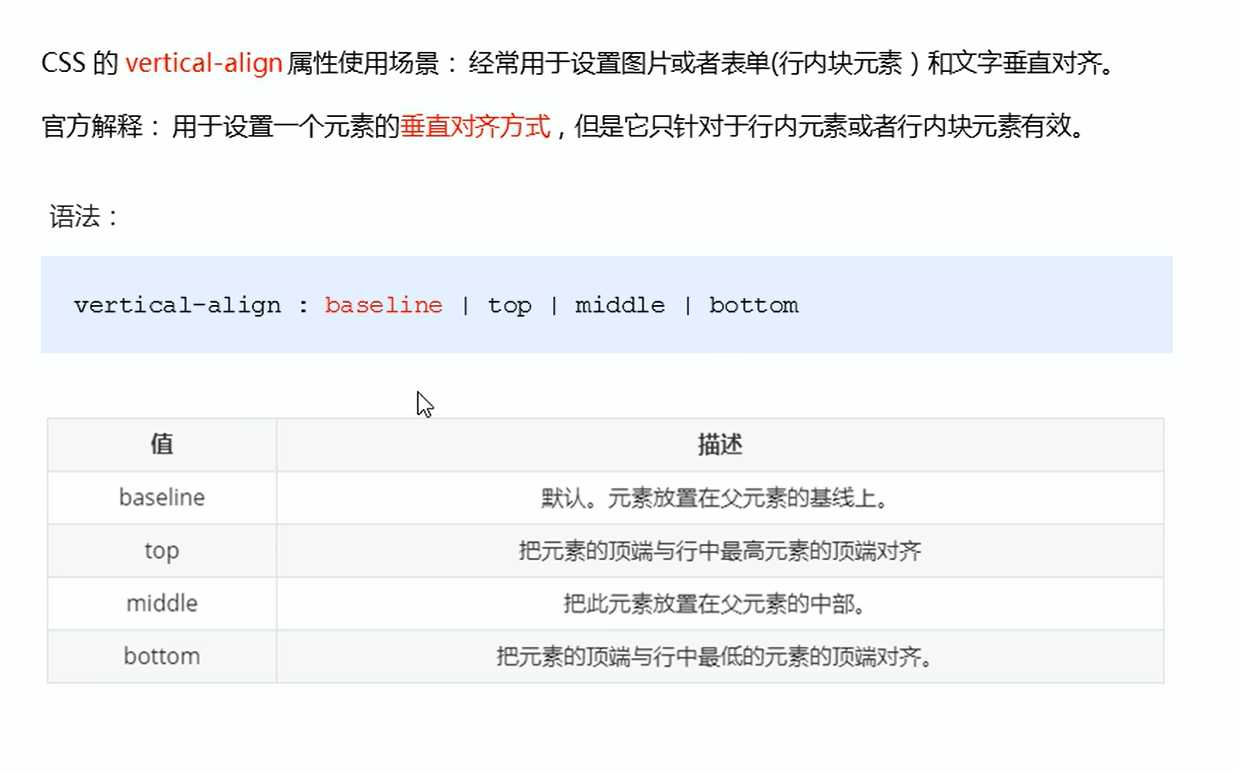 CSS 的 vertical-align 属性使用场景： 经常用于设置图片或者表单(行内块元素）和文字垂直对齐。
官方解释： 用于设置一个元素的垂直对齐方式，但是它只针对于行内元素或者行内块元素有效。
语法：
vertical-align : baseline | top | middle | bottom
值 描述
baseline 默认。元素放置在父元素的基线上。
top 把元素的顶端与行中最高元素的顶端对齐
middle 把此元素放置在父元素的中部。
bottom 把元素的顶端与行中最低的元素的顶端对齐。